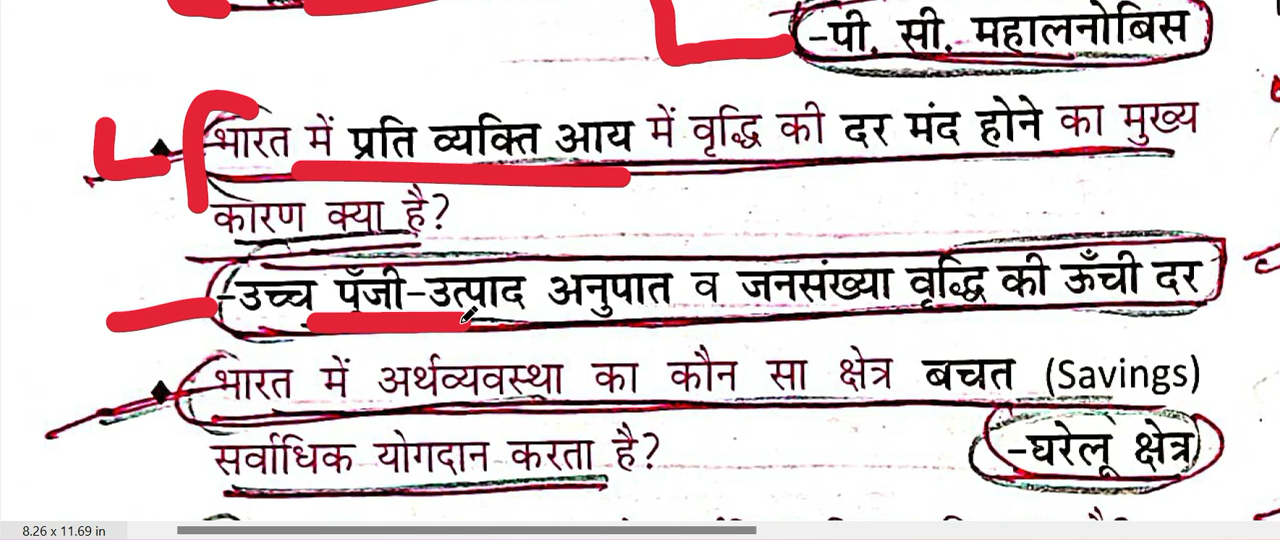 -पी. सी. महालनोबिस
भारत में प्रति व्यक्ति आय में वृद्धि की दर मंद होने का मुख्य
कारण क्या है?
-उच्च पूँजी-उत्पाद अनुपात व जनसंख्या वृद्धि की ऊँची दर
भारत में अर्थव्यवस्था का कौन सा क्षेत्र बचत (Savings)
सर्वाधिक योगदान करता है?
-घरेलू क्षेत्र
8.26 x 11.69 in